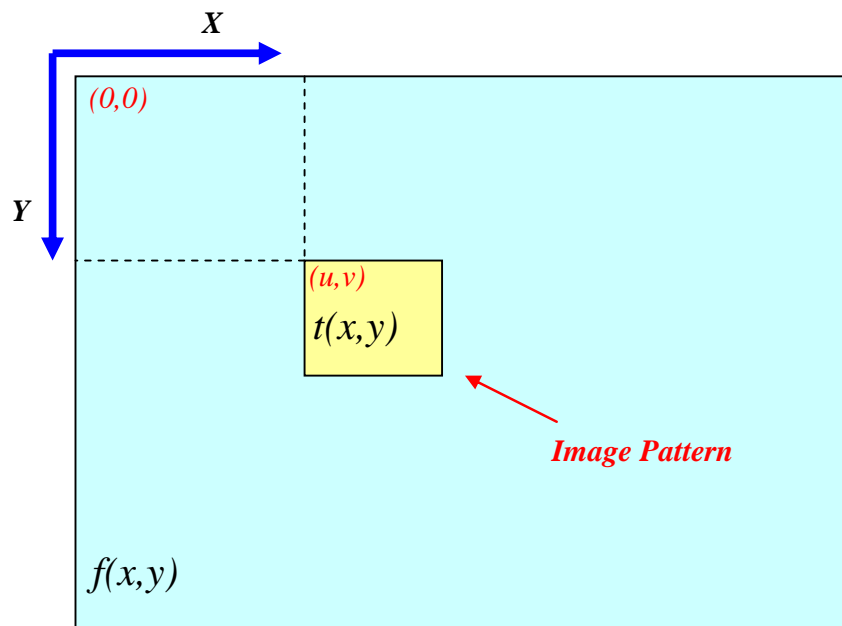 X
(0,0)
Y
(u,v)
t(x,y)
Image Pattern
f(x,y)